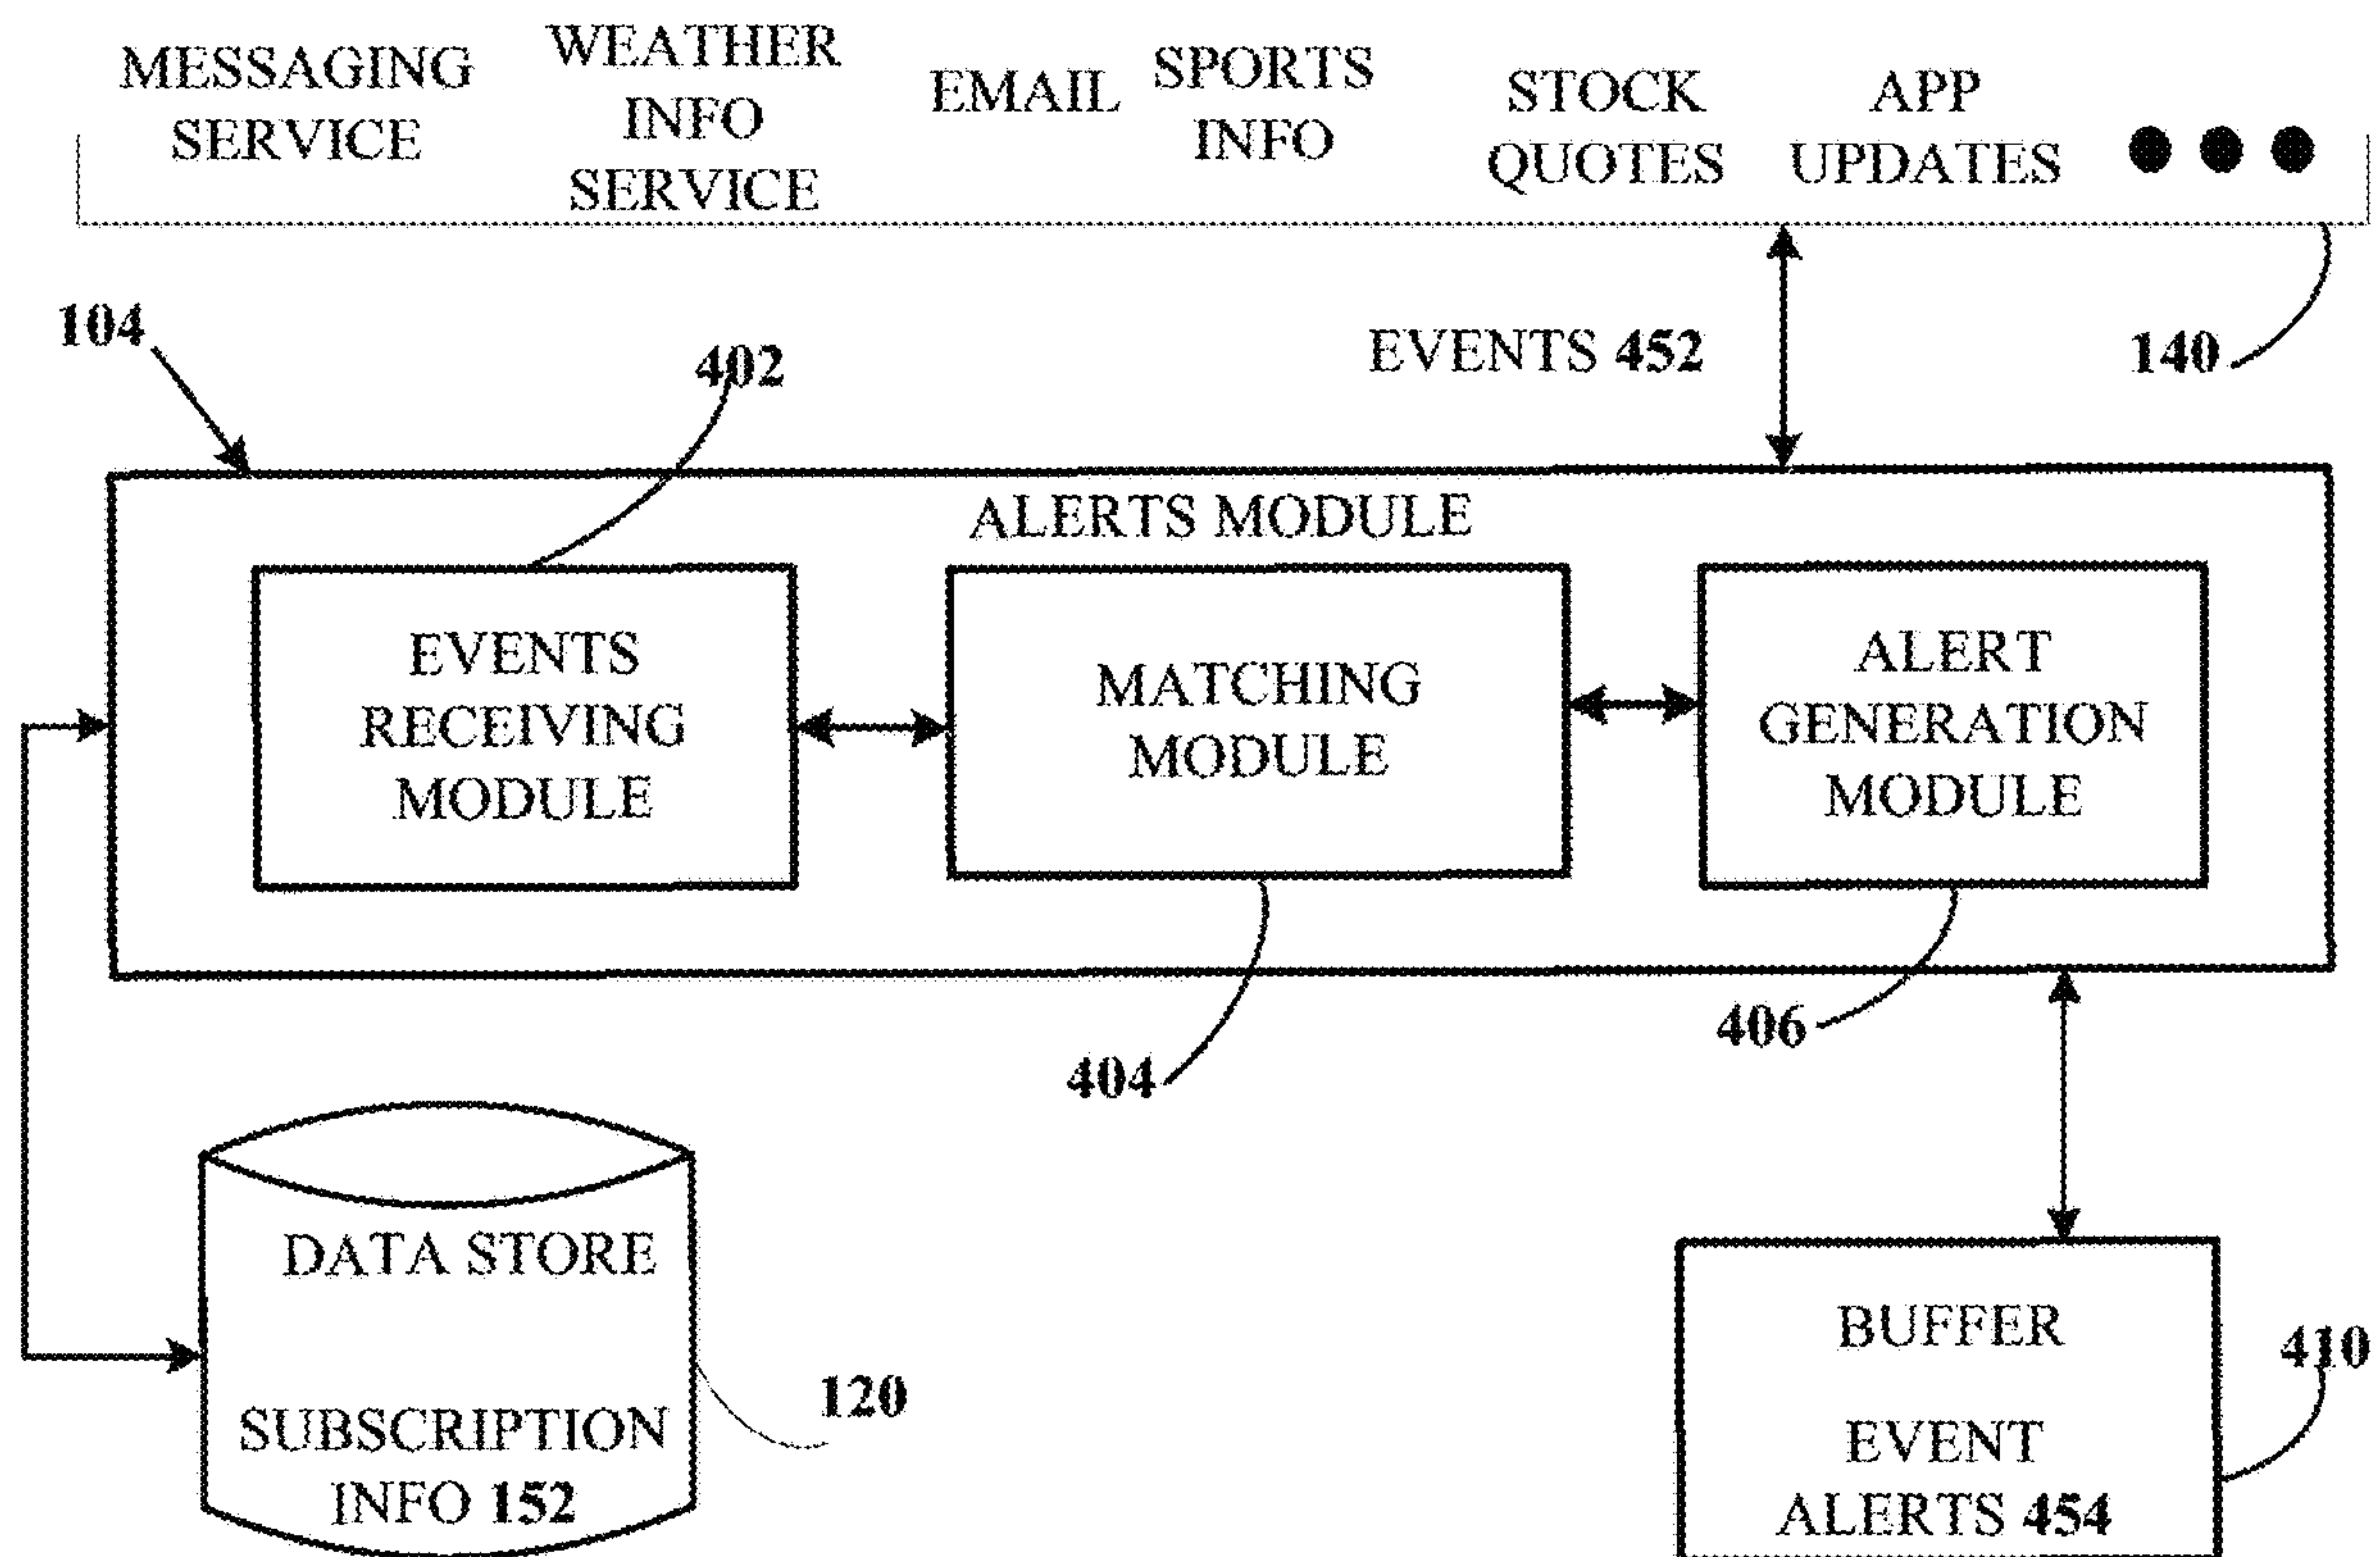 MESSAGING
SERVICE
WEATHER
INFO
SERVICE
EMAIL
SPORTS
INFO
STOCK
QUOTES
APP
UPDATES
104
402
EVENTS 452
140
ALERTS MODULE
EVENTS
RECEIVING
MODULE
MATCHING
MODULE
ALERT
GENERATION
MODULE
404
406
DATA STORE
SUBSCRIPTION
INFO 152
120
BUFFER
EVENT
ALERTS 454
410